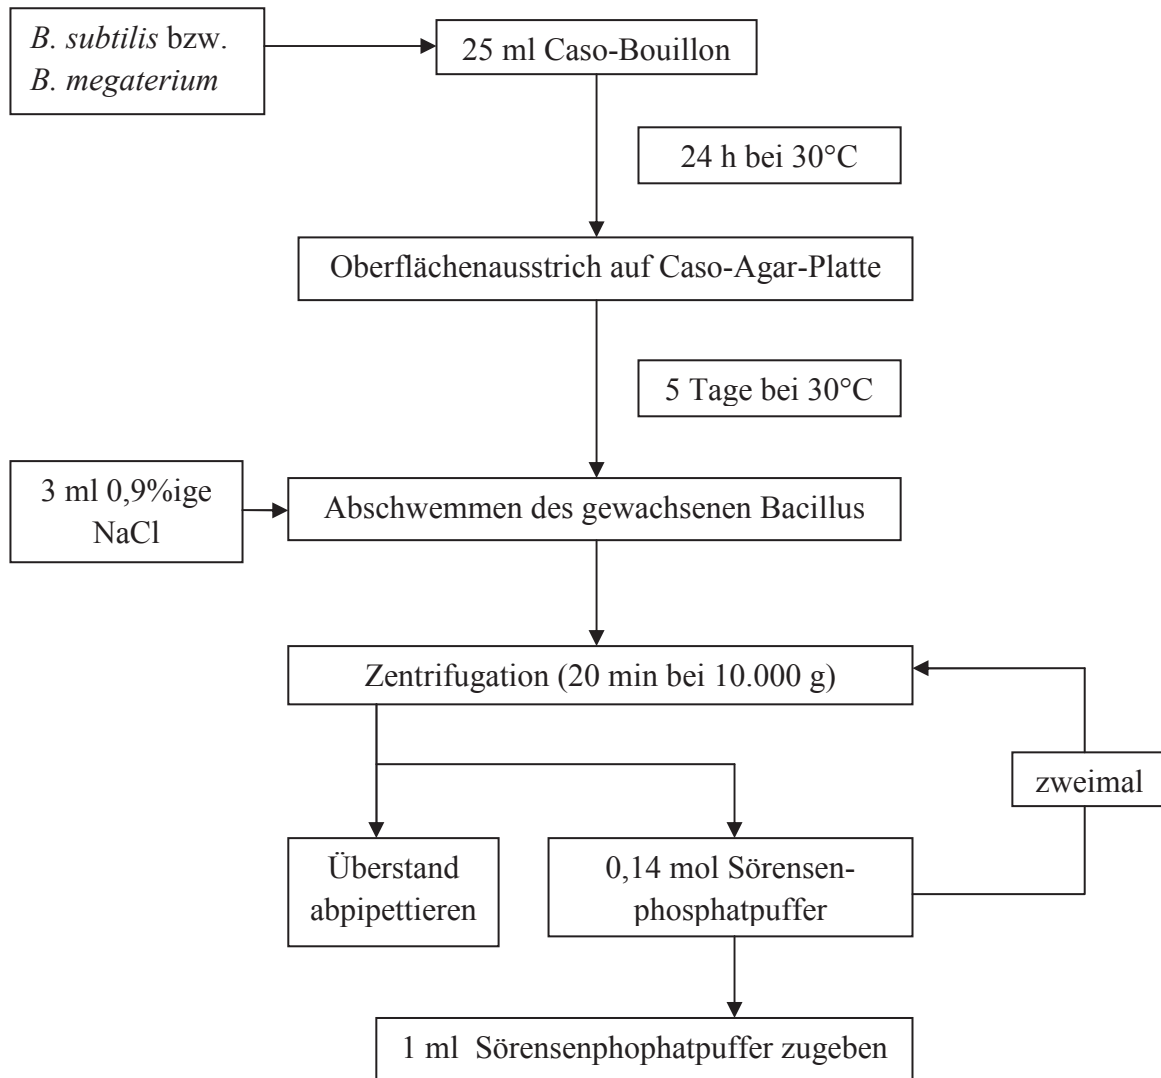 B. subtilis bzw.
B. megaterium
25 ml Caso-Bouillon
24 h bei 30°C
Oberflächenausstrich auf Caso-Agar-Platte
5 Tage bei 30°C
3 ml 0,9%ige
NaCl
Abschwemmen des gewachsenen Bacillus
Zentrifugation (20 min bei 10.000 g)
zweimal
Überstand
abpipettieren
0,14 mol Sörensen-
phosphatpuffer
1 ml Sörensenphophatpuffer zugeben